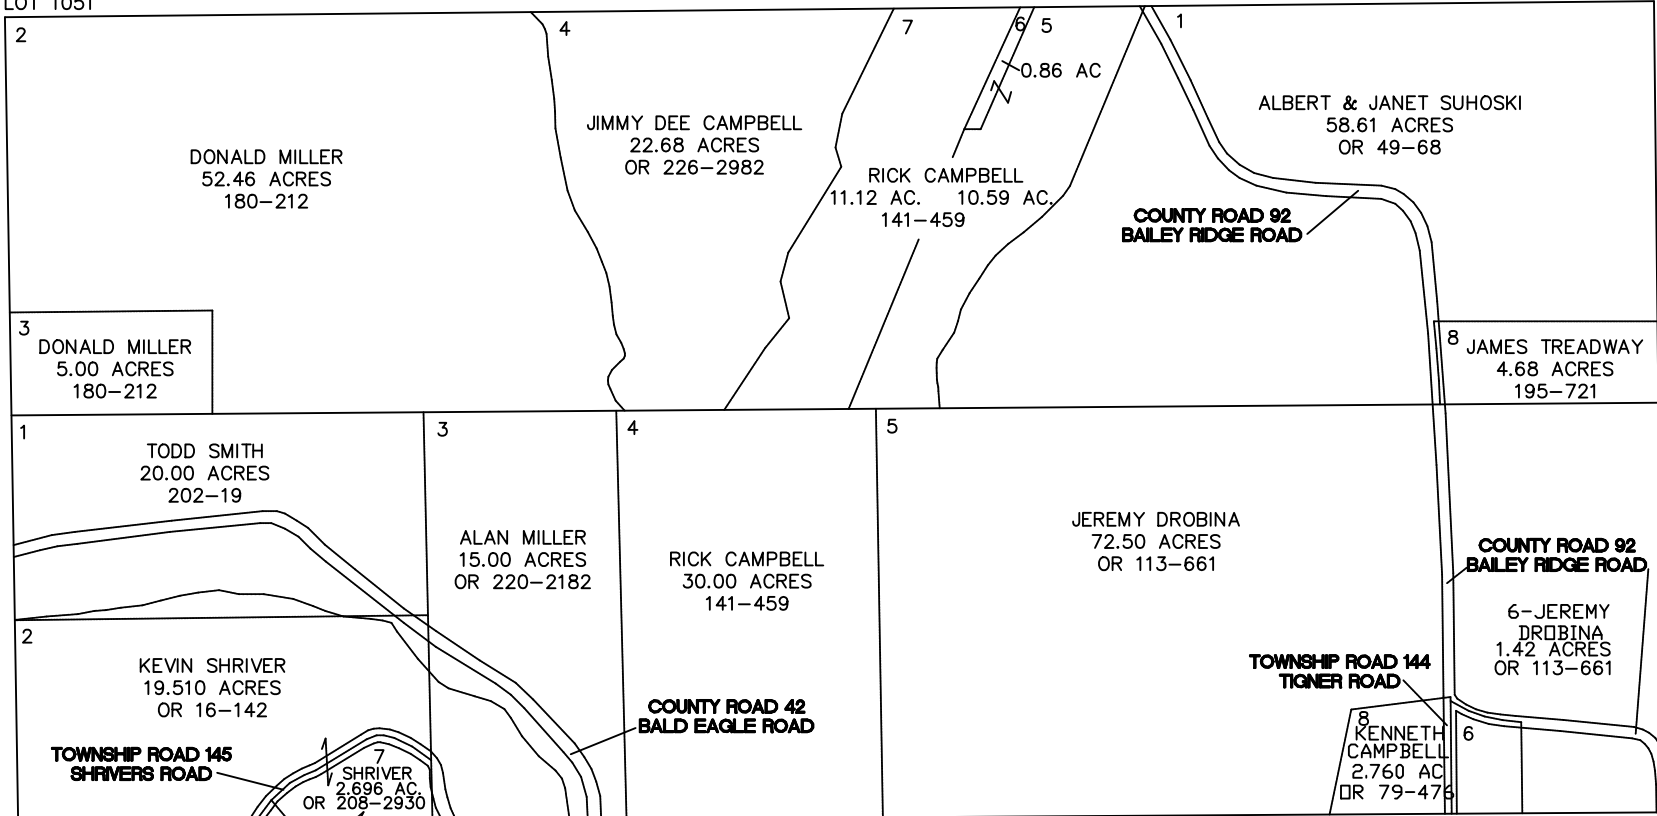 LOT 1051
2
4
7
6
5
1
0.86 AC
DONALD MILLER
52.46 ACRES
180-212
JIMMY DEE CAMPBELL
22.68 ACRES
OR 226-2982
RICK CAMPBELL
11.12 AC. 10.59 AC.
141-459
ALBERT & JANET SUHOSKI
58.61 ACRES
OR 49-68
COUNTY ROAD 92
BAILEY RIDGE ROAD
3
DONALD MILLER
5.00 ACRES
180-212
8
JAMES TREADWAY
4.68 ACRES
195-721
1
TODD SMITH
20.00 ACRES
202-19
3
ALAN MILLER
15.00 ACRES
OR 220-2182
4
RICK CAMPBELL
30.00 ACRES
141-459
5
JEREMY DROBINA
72.50 ACRES
OR 113-661
COUNTY ROAD 92
BAILEY RIDGE ROAD
6-JEREMY
DR□BINA
1.42 ACRES
OR 113-661
2
KEVIN SHRIVER
19.510 ACRES
OR 16-142
COUNTY ROAD 42
BALD EAGLE ROAD
TOWNSHIP ROAD 144
TIGNER ROAD
TOWNSHIP ROAD 145
SHRIVERS ROAD
7
SHRIVER
2.696 AC.
OR 208-2930
8
KENNETH
CAMPBELL
2.760 AC
□R 79-476
6